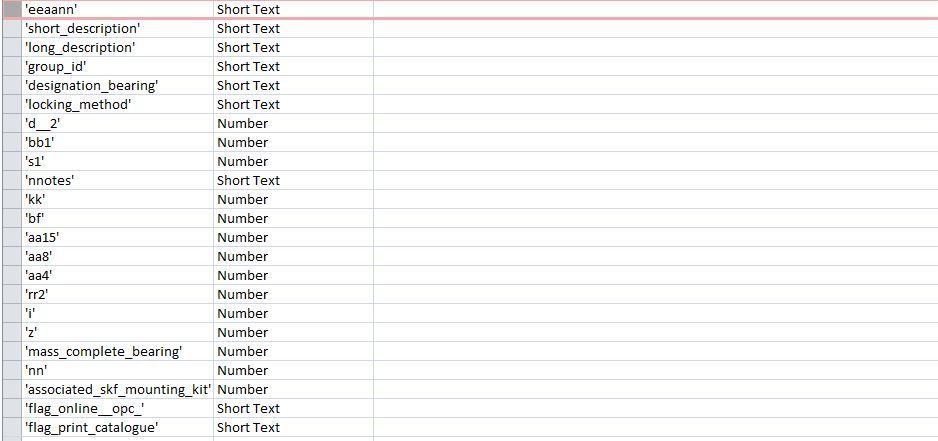 'eeaann' Short Text
'short_description' Short Text
'long_description' Short Text
'group_id' Short Text
'designation_bearing' Short Text
'locking_method' Short Text
'd__2' Number
'bb1' Number
's1' Number
'nnotes' Short Text
'kk' Number
'bf' Number
'aa15' Number
'aa8' Number
'aa4' Number
'rr2' Number
'i' Number
'z' Number
'mass_complete_bearing' Number
'nn' Number
'associated_skf_mounting_kit' Number
'flag_online__opc_' Short Text
'flag_print_catalogue' Short Text